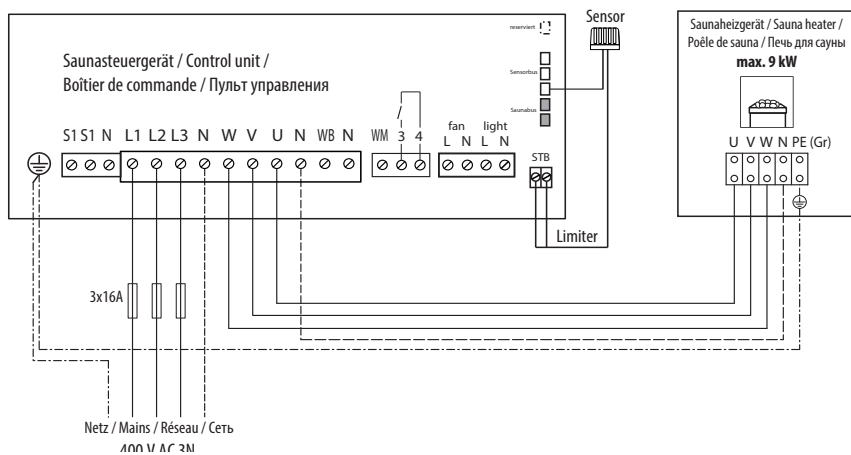 reserviert
Sensor
Saunasteuergerät / Control unit /
Boîtier de commande / Пульт управления
Sensorbus
Saunabus
S1 S1 N L1 L2 L3 N W V U N WB N
WM 3 4
fan light
L N L N
STB
Limiter
3x16A
Netz / Mains / Réseau / Сеть
400 V AC 3N
Saunaheizgerät / Sauna heater /
Poêle de sauna / Печь для сауны
max. 9 kW
U V W N PE (Gr)